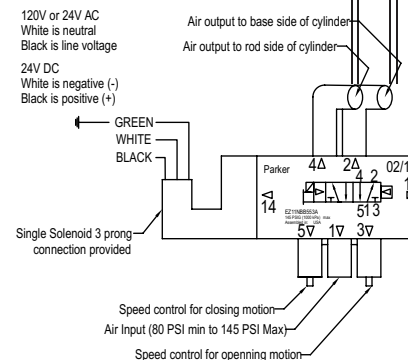 120V or 24V AC
White is neutral
Black is line voltage
24V DC
White is negative (-)
Black is positive (+)
Air output to base side of cylinder
Air output to rod side of cylinder
GREEN
WHITE
BLACK
Single Solenoid 3 prong
connection provided
Parker
4 2 02/1
4 2
14
5 1 3
EZ11NBB553A
145 PSIG (1000 kPa) max.
Assembled in USA
5 1 3
Speed control for closing motion
Air Input (80 PSI min to 145 PSI Max)
Speed control for openning motion